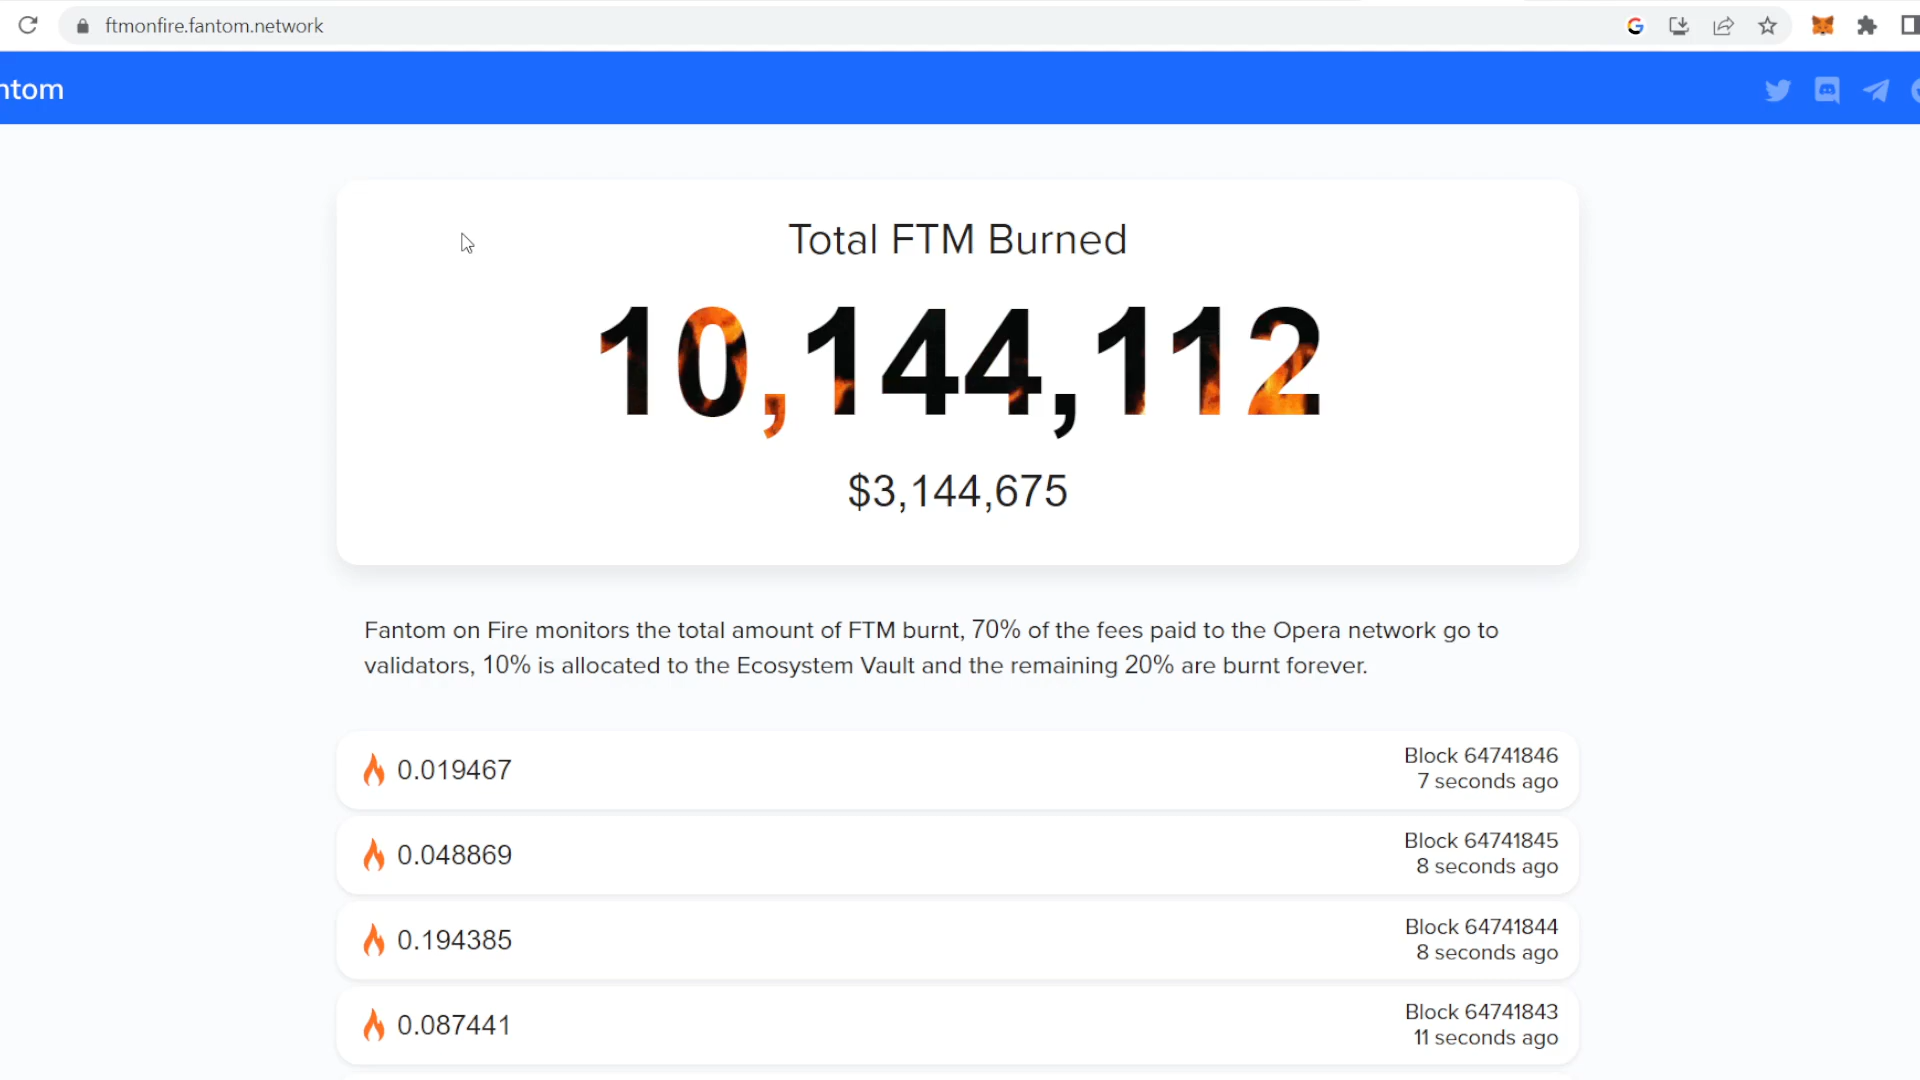 ftmonfire.fantom.network
ntom
Total FTM Burned
10,144,112
$3,144,675
Fantom on Fire monitors the total amount of FTM burnt, 70% of the fees paid to the Opera network go to
validators, 10% is allocated to the Ecosystem Vault and the remaining 20% are burnt forever.
0.019467
Block 64741846
7 seconds ago
0.048869
Block 64741845
8 seconds ago
0.194385
Block 64741844
8 seconds ago
0.087441
Block 64741843
11 seconds ago